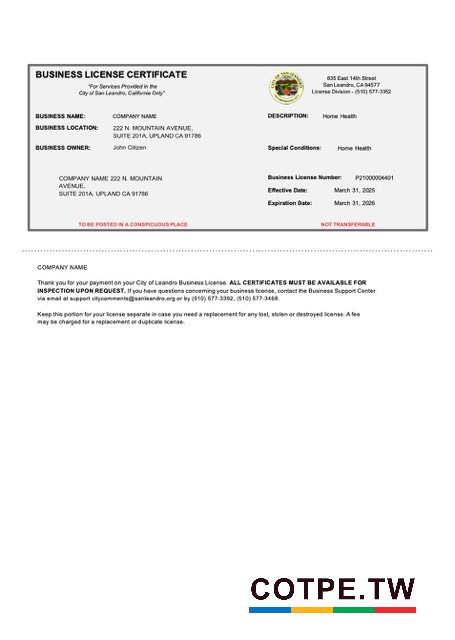 BUSINESS LICENSE CERTIFICATE
"For Services Provided in the
City of San Leandro, California Only"
835 East 14th Street
San Leandro, CA 94577
License Division - (510) 577-3392
BUSINESS NAME: COMPANY NAME
DESCRIPTION: Home Health
BUSINESS LOCATION: 222 N. MOUNTAIN AVENUE,
SUITE 201A, UPLAND CA 91786
BUSINESS OWNER: John Citizen
Special Conditions: Home Health
COMPANY NAME 222 N. MOUNTAIN
AVENUE,
SUITE 201A, UPLAND CA 91786
Business License Number: P21000004401
Effective Date: March 31, 2025
Expiration Date: March 31, 2026
TO BE POSTED IN A CONSPICUOUS PLACE
NOT TRANSFERABLE
COMPANY NAME
Thank you for your payment on your City of Leandro Business License. ALL CERTIFICATES MUST BE AVAILABLE FOR
INSPECTION UPON REQUEST. If you have questions concerning your business license, contact the Business Support Center
via email at support citycomments@sanleandro.org or by (510) 577-3392, (510) 577-3468.
Keep this portion for your license separate in case you need a replacement for any lost, stolen or destroyed license. A fee
may be charged for a replacement or duplicate license.
COTPE.TW